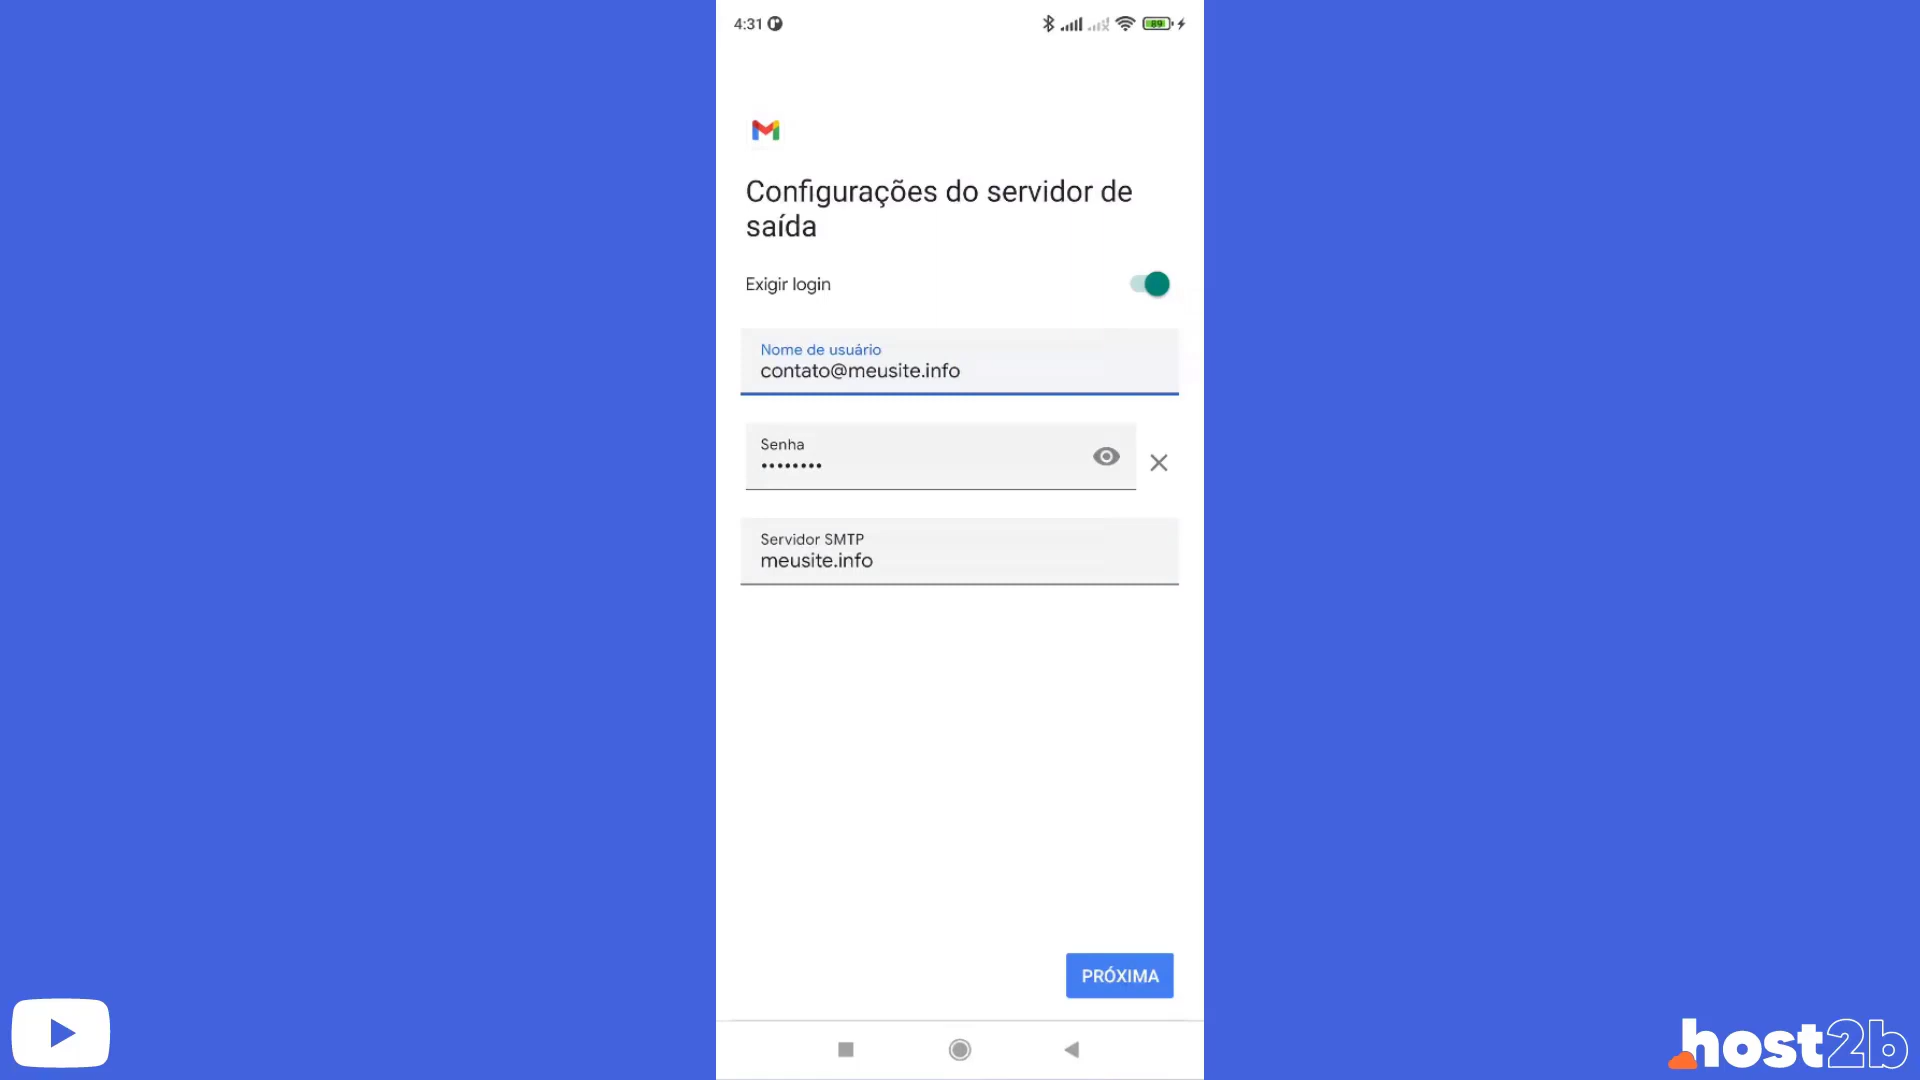 4:31
89
Configurações do servidor de
saída
Exigir login
Nome de usuário
contato@meusite.info
Senha
••••••••
Servidor SMTP
meusite.info
PRÓXIMA
host2b